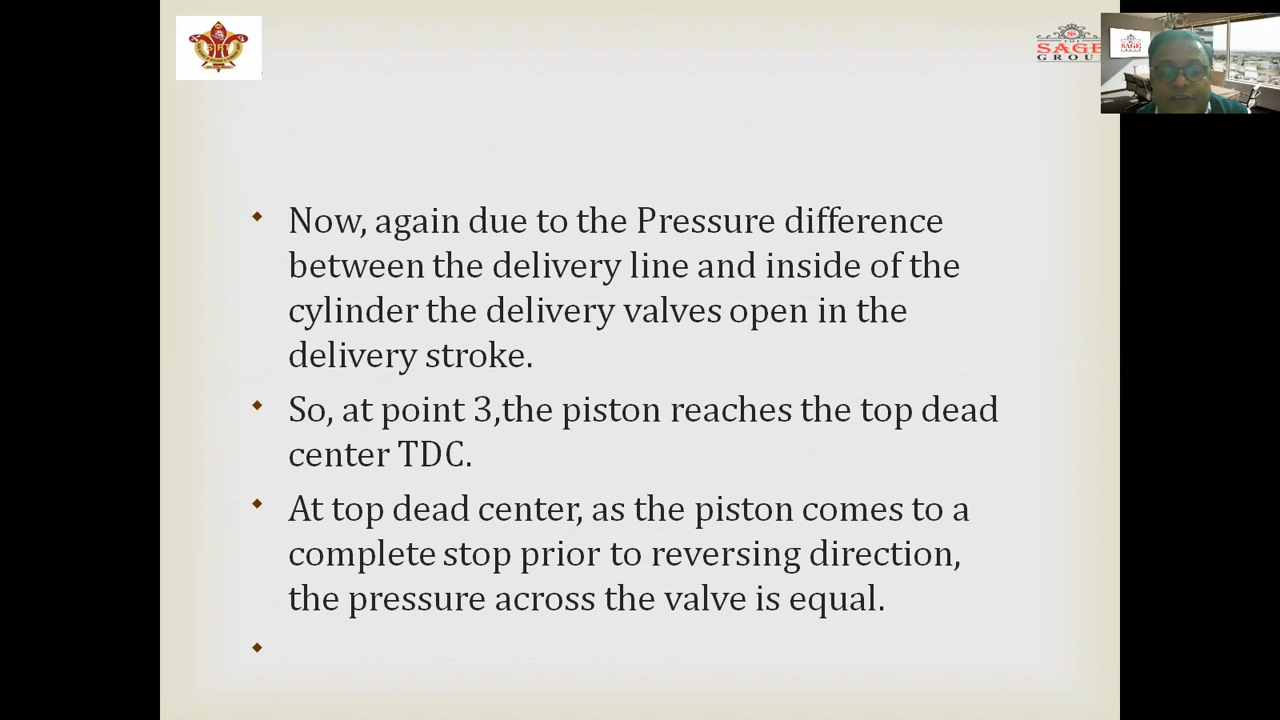 SAGE
GROU
SAGE
Now, again due to the Pressure difference
between the delivery line and inside of the
cylinder the delivery valves open in the
delivery stroke.
So, at point 3,the piston reaches the top dead
center TDC.
At top dead center, as the piston comes to a
complete stop prior to reversing direction,
the pressure across the valve is equal.